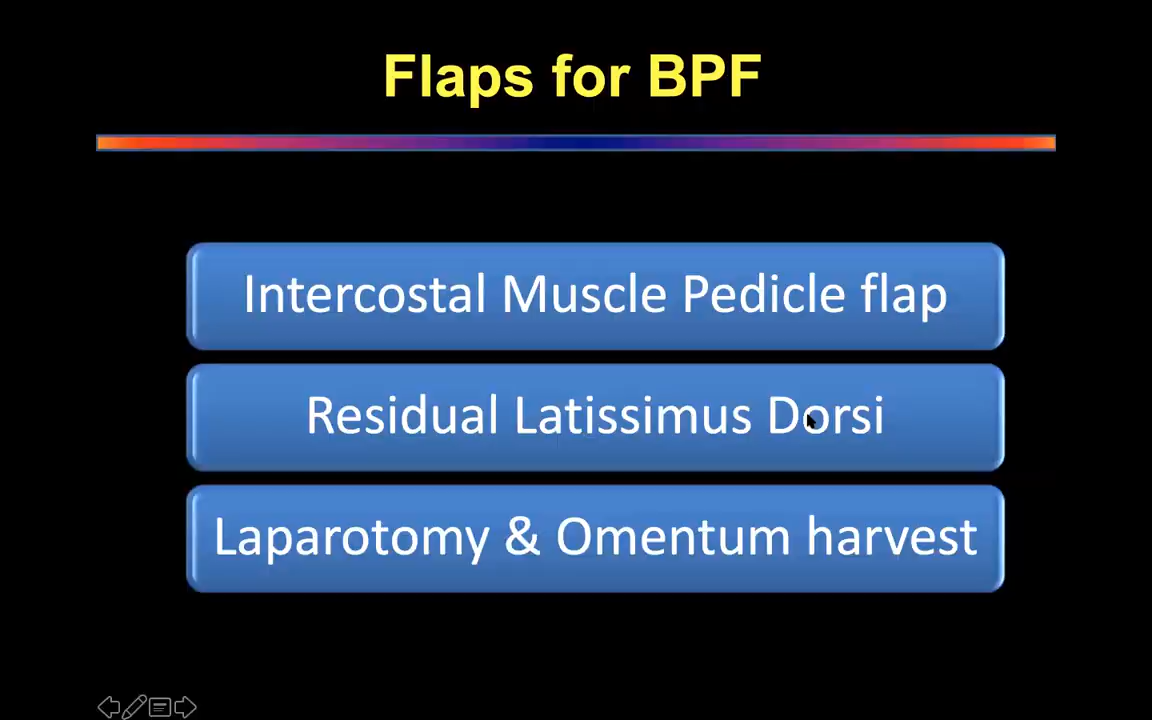 Flaps for BPF
Intercostal Muscle Pedicle flap
Residual Latissimus Dorsi
Laparotomy & Omentum harvest